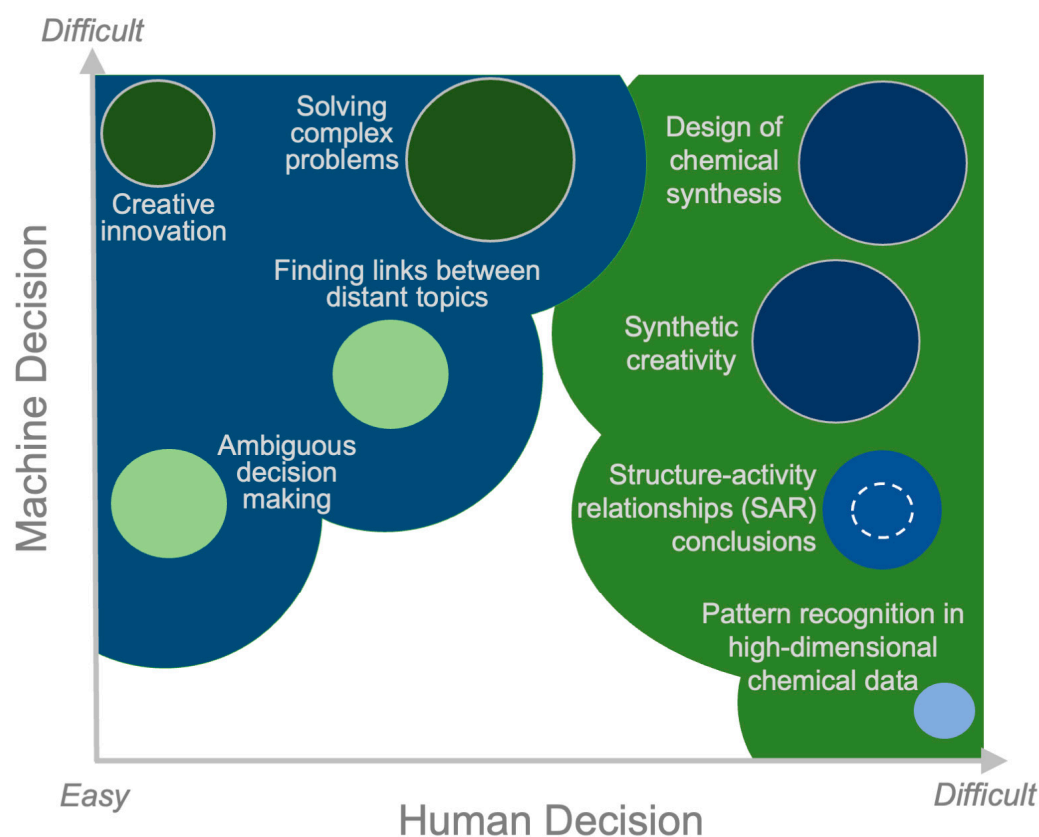 Difficult
Solving
complex
problems
Creative
innovation
Finding links between
distant topics
Ambiguous
decision
making
Design of
chemical
synthesis
Synthetic
creativity
Structure-activity
relationships (SAR)
conclusions
Pattern recognition in
high-dimensional
chemical data
Machine Decision
Easy
Human Decision
Difficult